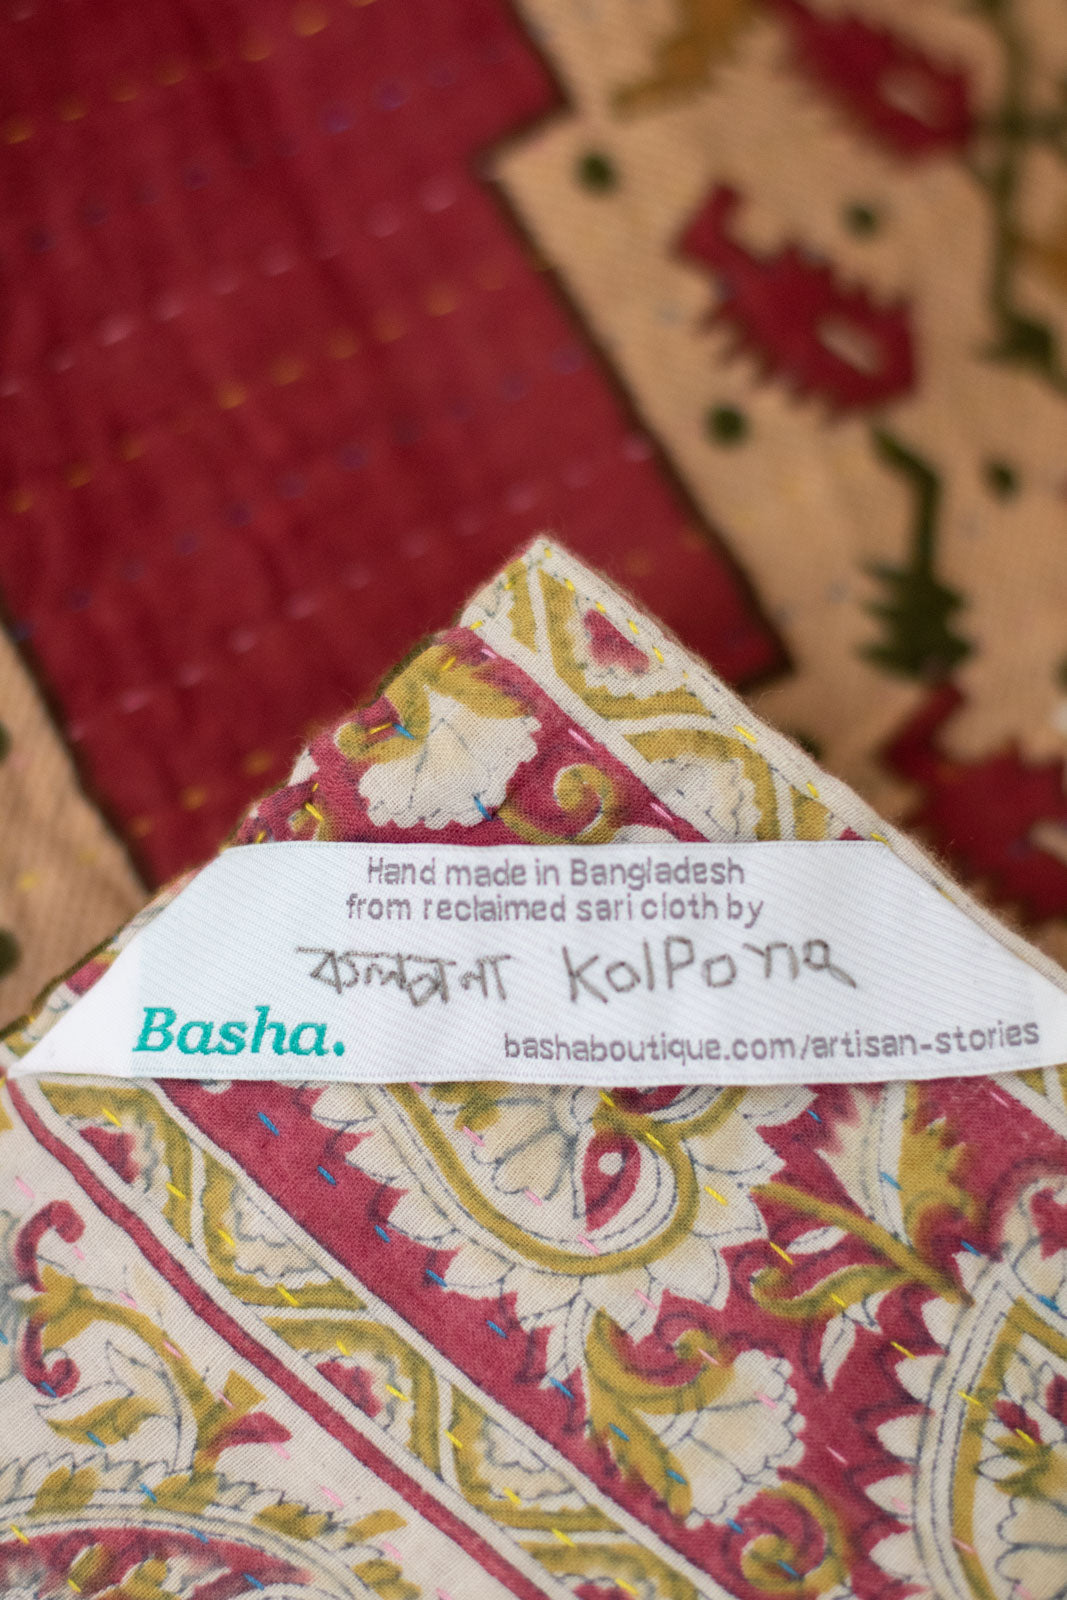 Hand made in Bangladesh
from reclaimed sari cloth by
কল্পনা Kolpona
Basha.
bashaboutique.com/artisan-stories